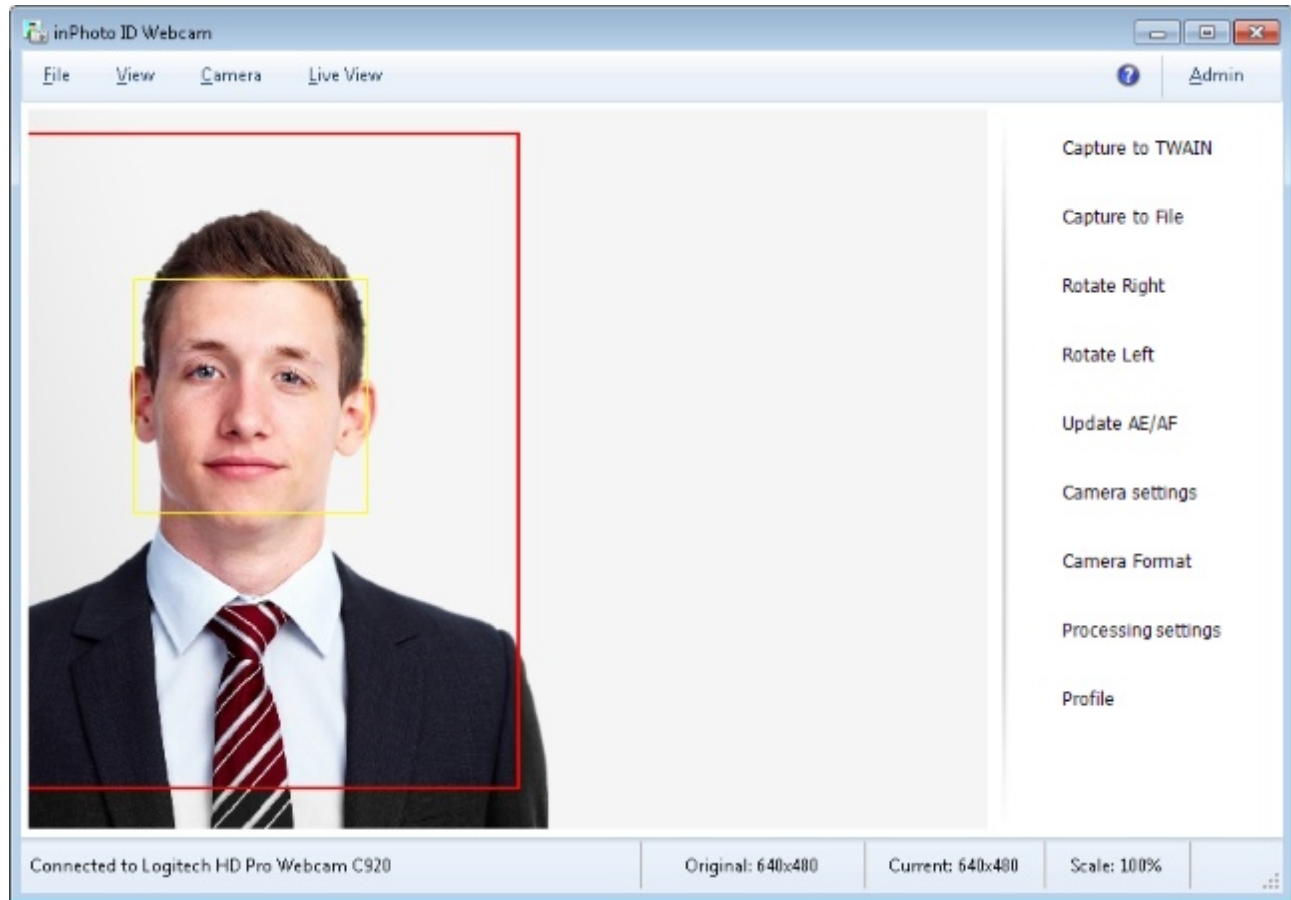 inPhoto ID Webcam
File View Camera Live View ? Admin
Capture to TWAIN
Capture to File
Rotate Right
Rotate Left
Update AE/AF
Camera settings
Camera Format
Processing settings
Profile
Connected to Logitech HD Pro Webcam C920 Original: 640x480 Current: 640x480 Scale: 100%